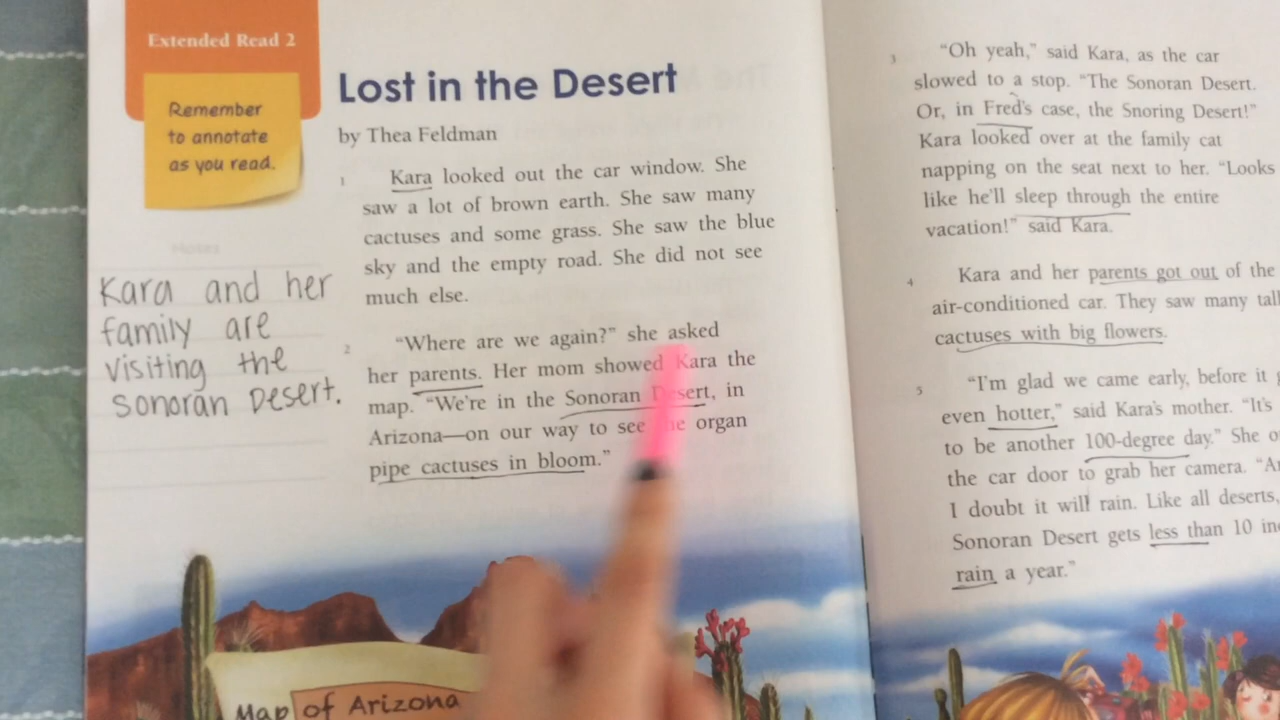 Extended Read 2
Remember
to annotate
as you read.
Lost in the Desert
by Thea Feldman
1 Kara looked out the car window. She
saw a lot of brown earth. She saw many
cactuses and some grass. She saw the blue
sky and the empty road. She did not see
much else.
Notes
Kara and her
family are
visiting the
Sonoran Desert.
2 “Where are we again?” she asked
her parents. Her mom showed Kara the
map. “We're in the Sonoran Desert, in
Arizona—on our way to see the organ
pipe cactuses in bloom.”
Map of Arizona
3 “Oh yeah,” said Kara, as the car
slowed to a stop. “The Sonoran Desert.
Or, in Fred's case, the Snoring Desert!”
Kara looked over at the family cat
napping on the seat next to her. “Looks
like he'll sleep through the entire
vacation!” said Kara.
4 Kara and her parents got out of the
air-conditioned car. They saw many tall
cactuses with big flowers.
5 “I'm glad we came early, before it
even hotter,” said Kara's mother. “It's
to be another 100-degree day.” She
the car door to grab her camera.
I doubt it will rain. Like all deserts,
Sonoran Desert gets less than 10
rain a year.”